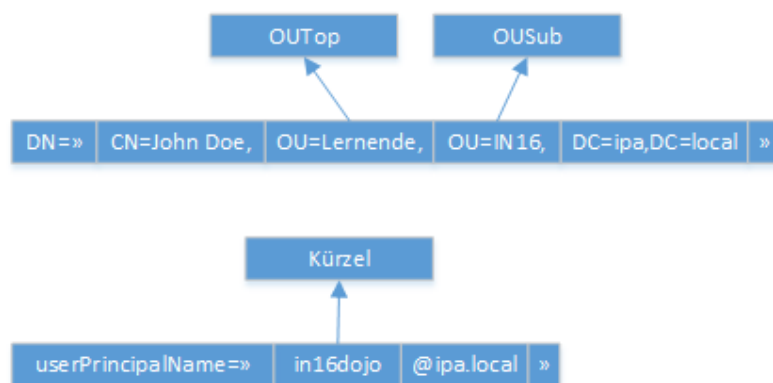 OUTop OUSub
DN=» CN=John Doe, OU=Lernende, OU=IN16, DC=ipa,DC=local »
Kürzel
userPrincipalName=» in16dojo @ipa.local »